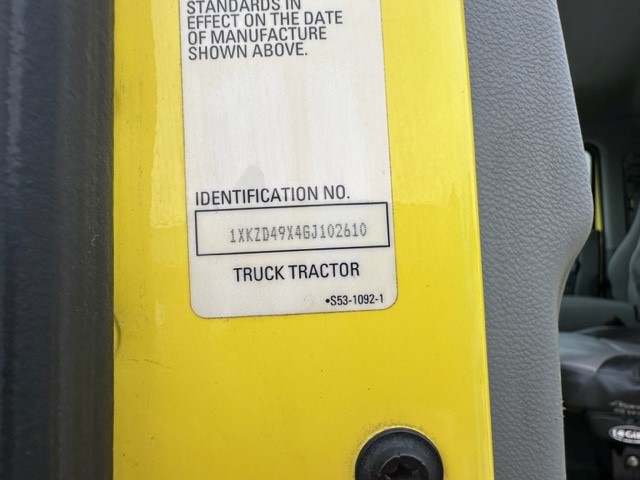 STANDARDS IN
EFFECT ON THE DATE
OF MANUFACTURE
SHOWN ABOVE.
IDENTIFICATION NO.
1XKZD49X4GJ102610
TRUCK TRACTOR
•S53-1092-1